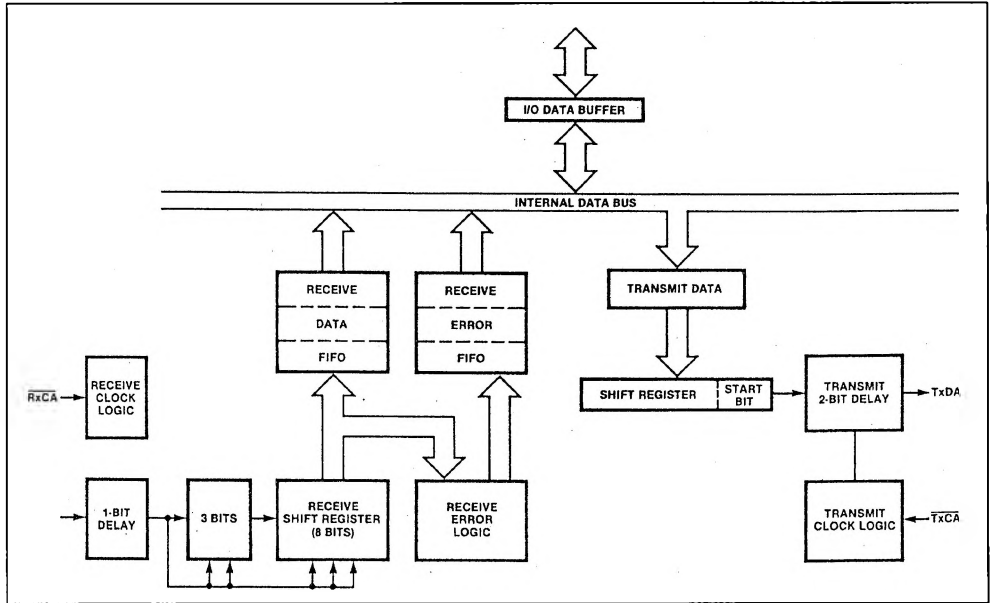 I/O DATA BUFFER
INTERNAL DATA BUS
RECEIVE
DATA
FIFO
RECEIVE
ERROR
FIFO
TRANSMIT DATA
RxCA
RECEIVE
CLOCK
LOGIC
SHIFT REGISTER
START
BIT
TRANSMIT
2-BIT DELAY
TxDA
1-BIT
DELAY
3 BITS
RECEIVE
SHIFT REGISTER
(8 BITS)
RECEIVE
ERROR
LOGIC
TRANSMIT
CLOCK LOGIC
TxCA